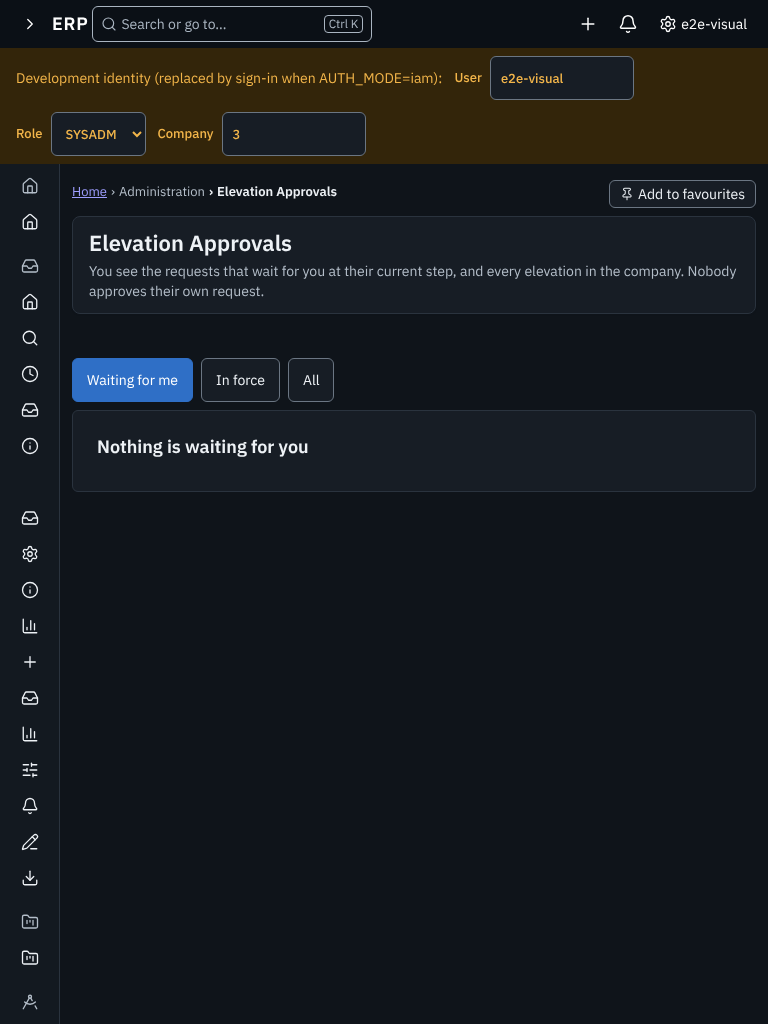 ERP
Search or go to...
Ctrl K
e2e-visual
Development identity (replaced by sign-in when AUTH_MODE=iam):
User
e2e-visual
Role
SYSADM
Company
3
Home › Administration › Elevation Approvals
Add to favourites
Elevation Approvals
You see the requests that wait for you at their current step, and every elevation in the company. Nobody
approves their own request.
Waiting for me
In force
All
Nothing is waiting for you